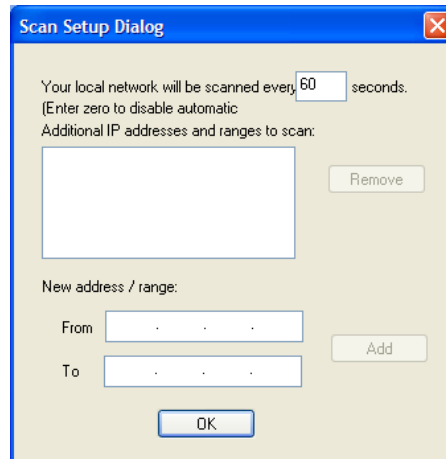 Scan Setup Dialog
Your local network will be scanned every 60 seconds.
(Enter zero to disable automatic
Additional IP addresses and ranges to scan:
Remove
New address / range:
From . . .
Add
To . . .
OK